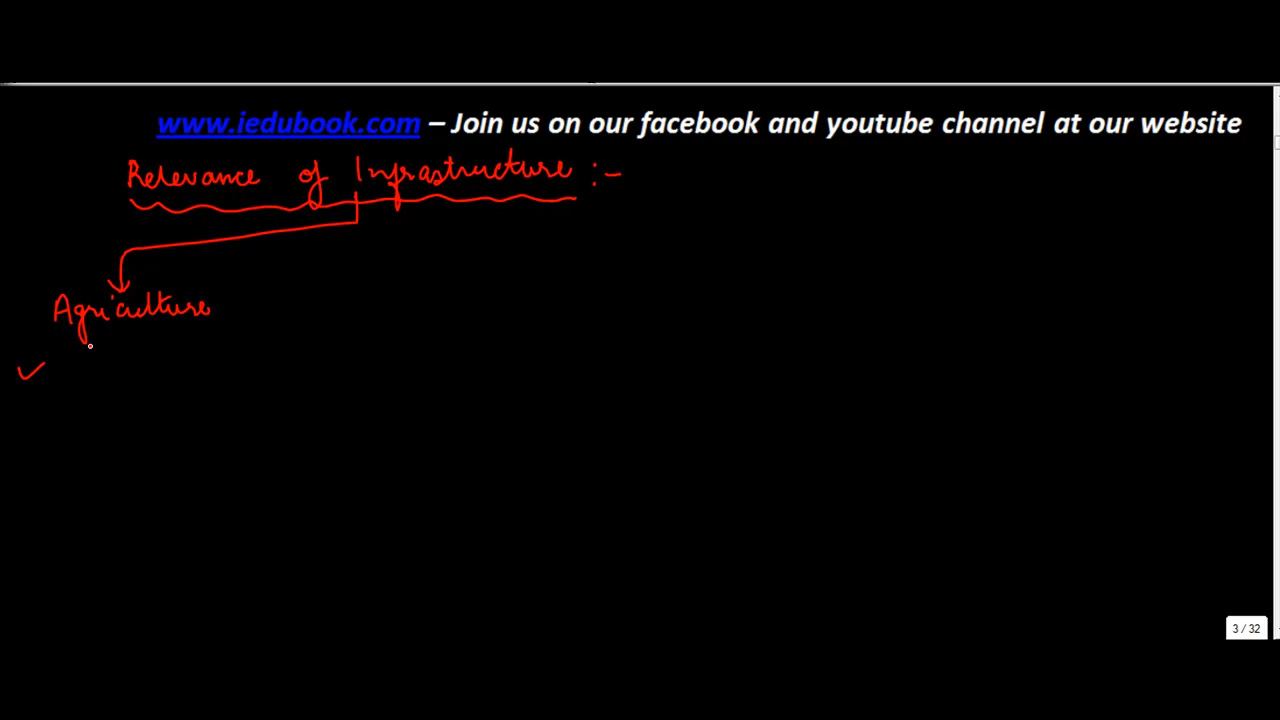 www.iedubook.com – Join us on our facebook and youtube channel at our website
Relevance of Infrastructure :-
Agriculture
3 / 32